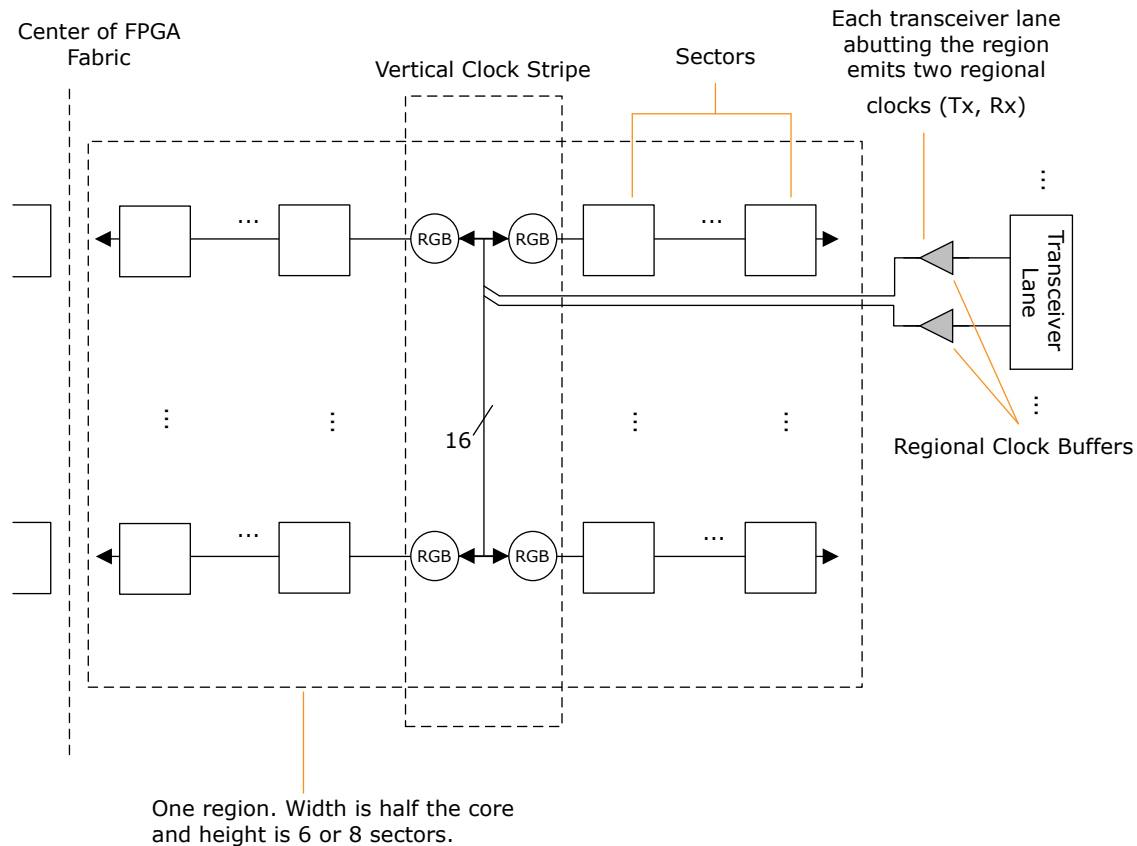 Center of FPGA
Fabric
Vertical Clock Stripe
Sectors
Each transceiver lane
abutting the region
emits two regional
clocks (Tx, Rx)
...
...
...
RGB
RGB
Transceiver
Lane
...
...
16
...
...
...
Regional Clock Buffers
...
...
RGB
RGB
One region. Width is half the core
and height is 6 or 8 sectors.